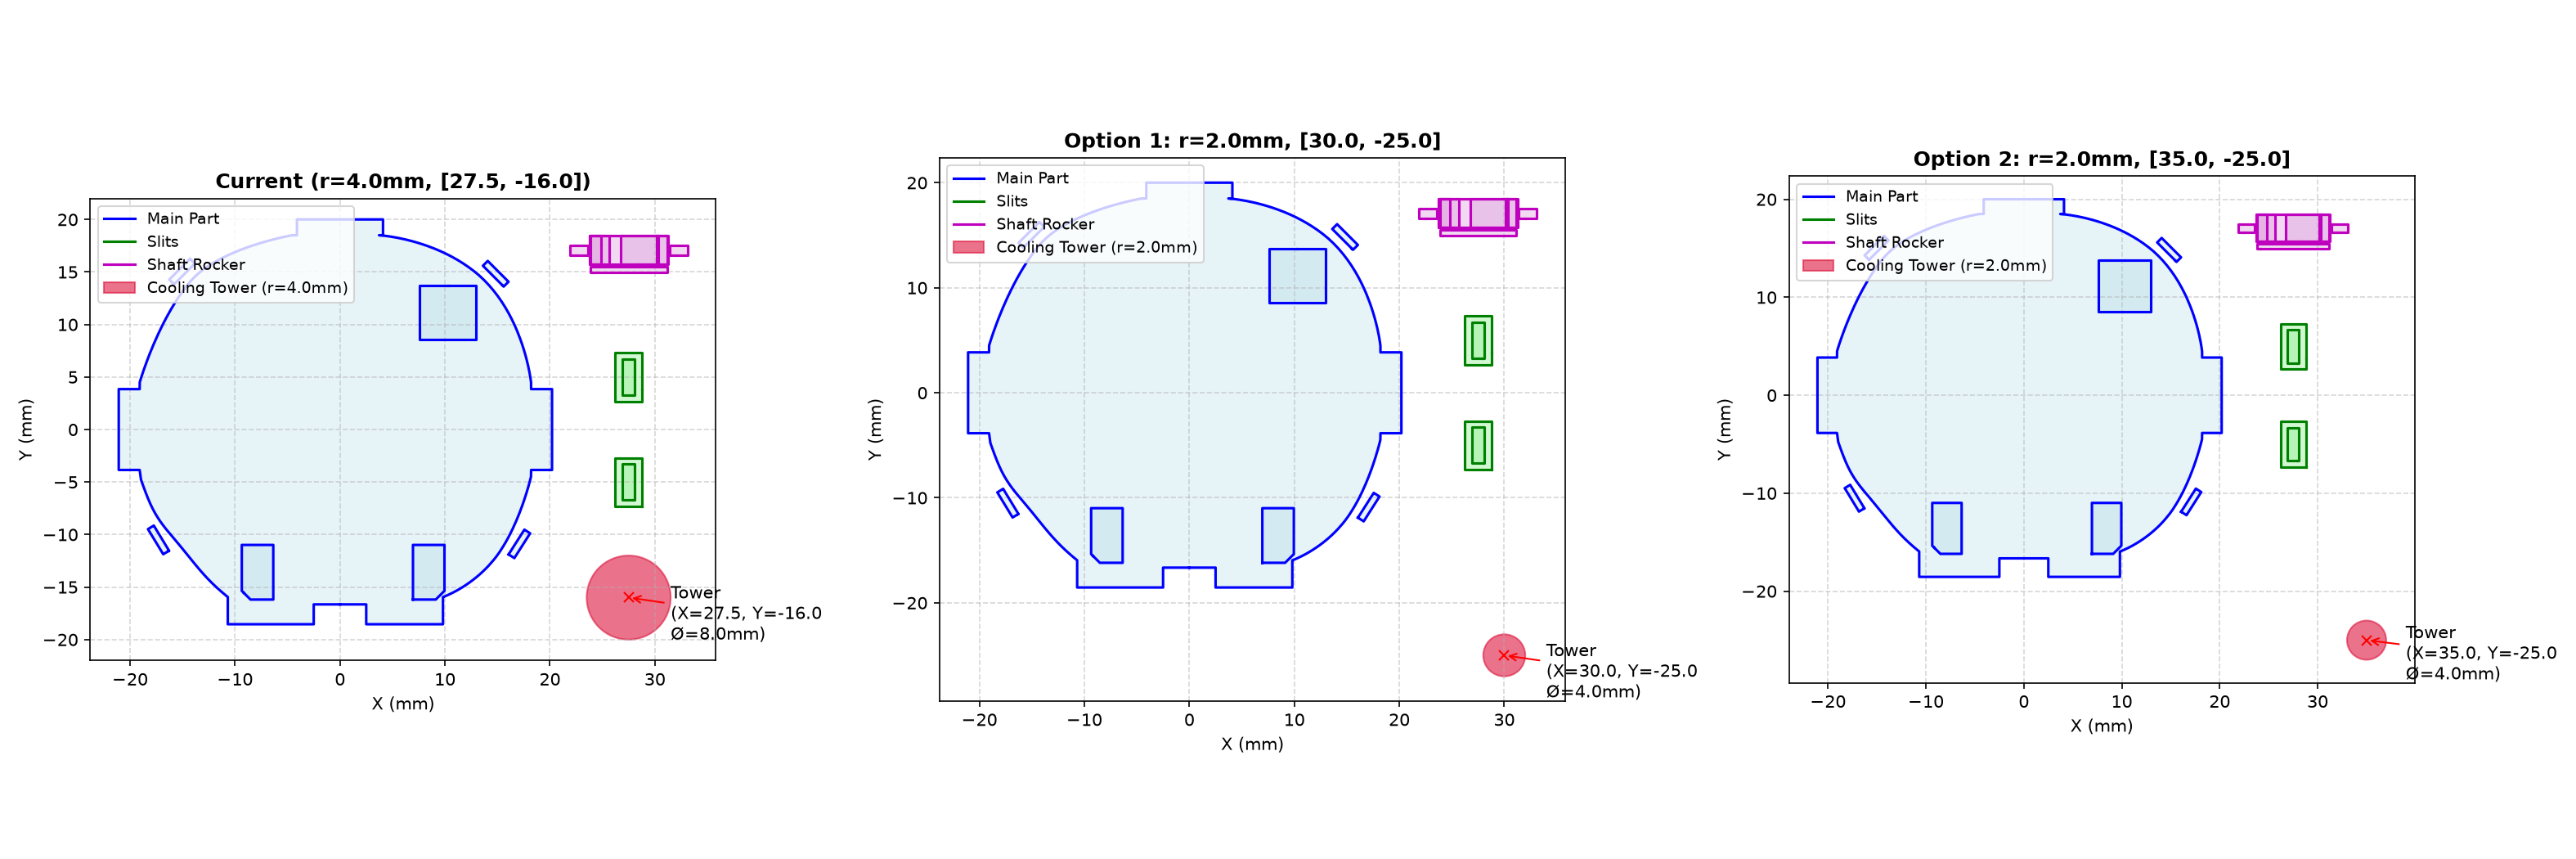 Current (r=4.0mm, [27.5, -16.0])
Main Part
Slits
Shaft Rocker
Cooling Tower (r=4.0mm)
20
15
10
5
0
−5
−10
−15
−20
Y (mm)
Tower
(X=27.5, Y=-16.0
Ø=8.0mm)
−20
−10
0
10
20
30
X (mm)
Option 1: r=2.0mm, [30.0, -25.0]
Main Part
Slits
Shaft Rocker
Cooling Tower (r=2.0mm)
20
10
0
−10
−20
Y (mm)
Tower
(X=30.0, Y=-25.0
Ø=4.0mm)
−20
−10
0
10
20
30
X (mm)
Option 2: r=2.0mm, [35.0, -25.0]
Main Part
Slits
Shaft Rocker
Cooling Tower (r=2.0mm)
20
10
0
−10
−20
Y (mm)
Tower
(X=35.0, Y=-25.0
Ø=4.0mm)
−20
−10
0
10
20
30
X (mm)